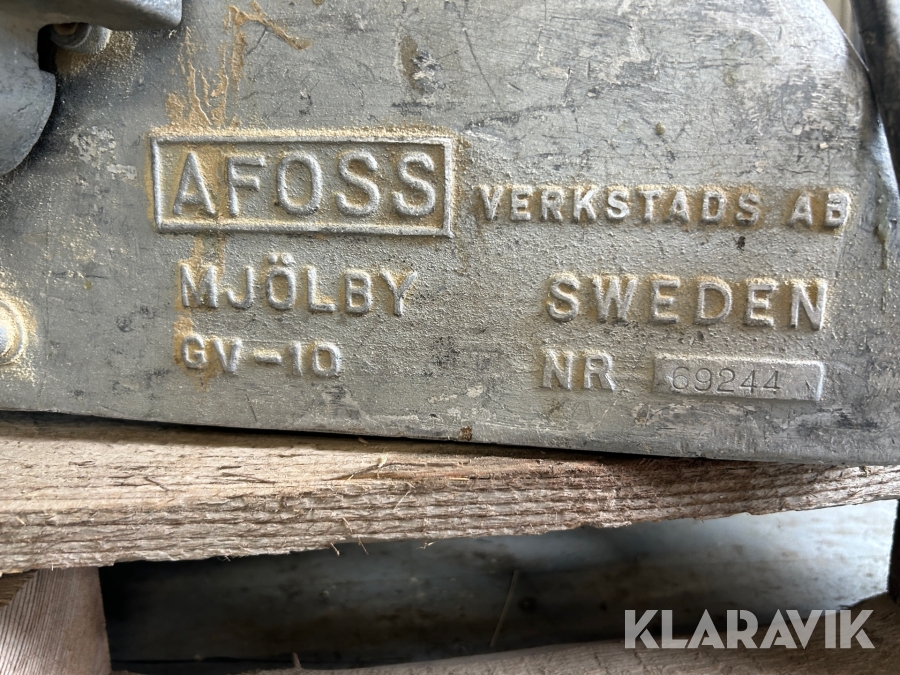 AFOSS VERKSTADS AB
MJÖLBY SWEDEN
GV-10 NR 69244
KLARAVIK